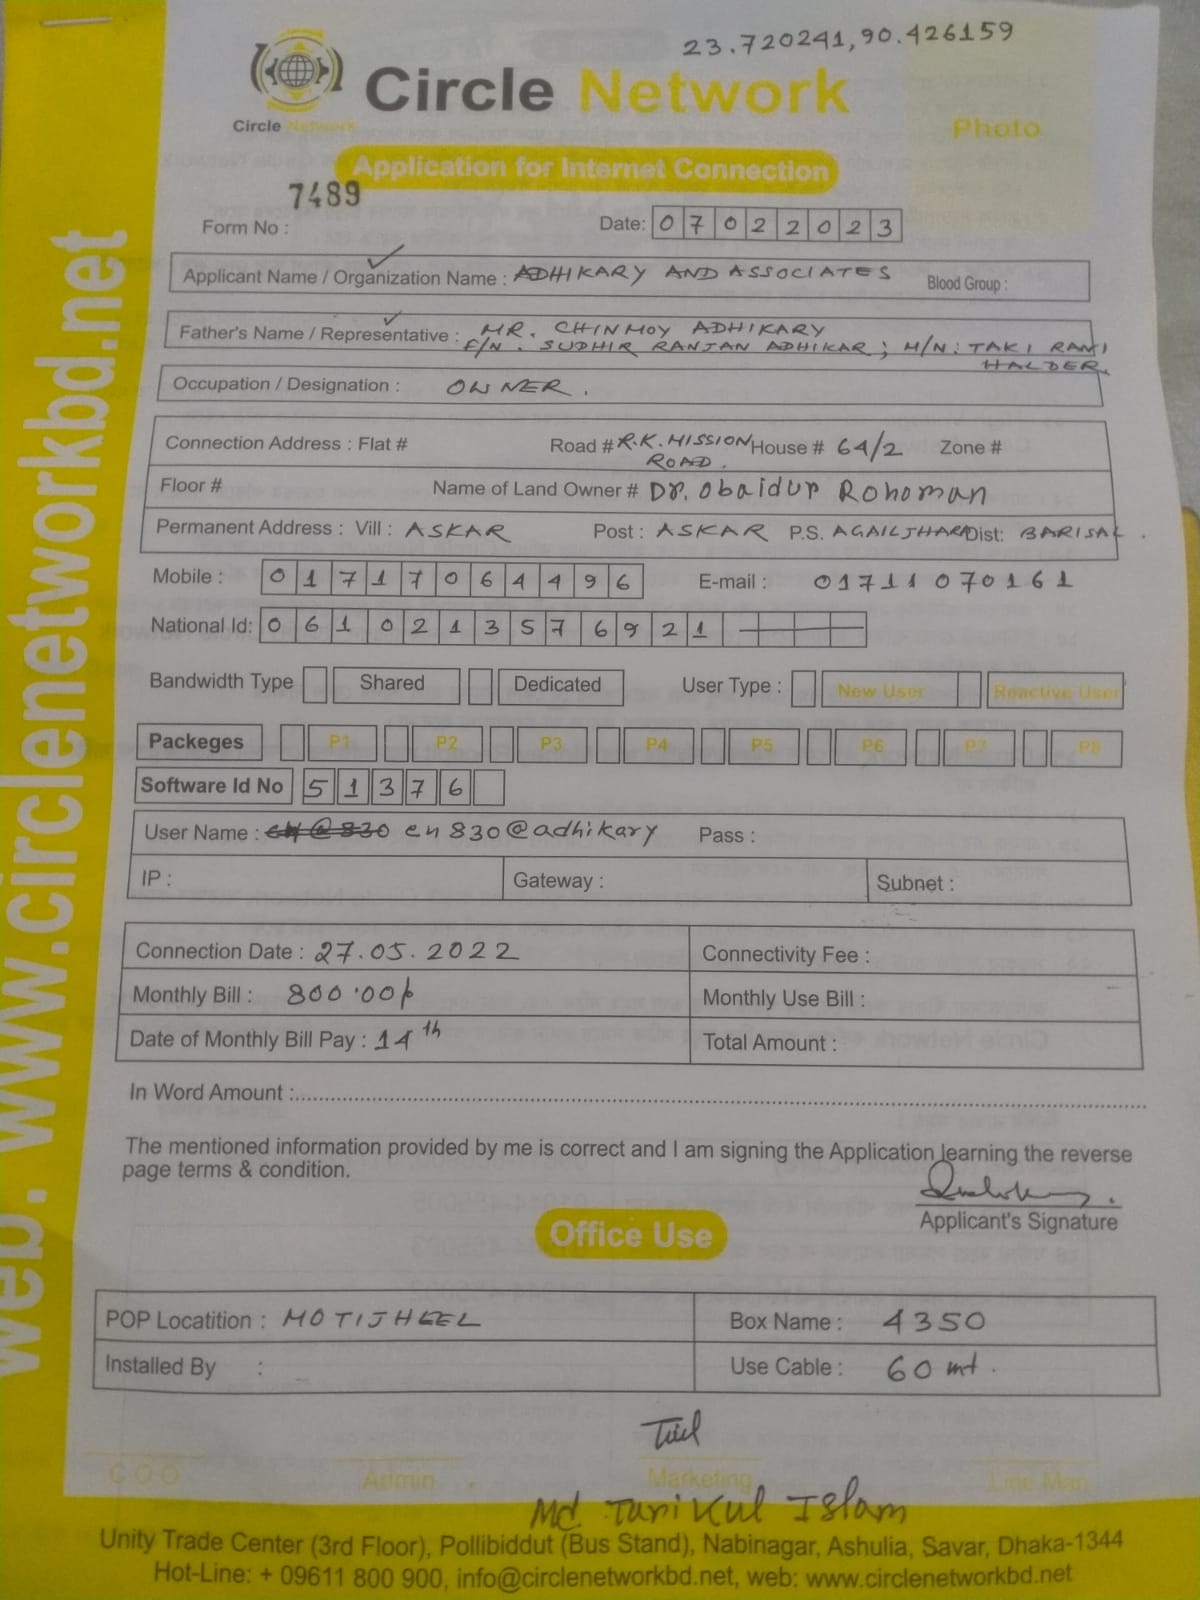 23.720241,90.426159
Circle Network
Circle Network
Photo
Application for Internet Connection
7489
Form No :
Date: 07022023
Applicant Name / Organization Name : ADHIKARY AND ASSOCIATES Blood Group :
Father's Name / Representative : MR. CHINMOY ADHIKARY
F/N. SUDHIR RANJAN ADHIKAR; M/N: TAKI RANI
HALDER.
Occupation / Designation : OWNER.
Connection Address : Flat # Road # R.K. MISSION House # 64/2 Zone #
ROAD.
Floor # Name of Land Owner # Dr. Obaidur Rohoman
Permanent Address : Vill : ASKAR Post : ASKAR P.S. AGAILJHARA Dist: BARISAL.
Mobile : 01717064496 E-mail : 01711070161
National Id: 0610213576921
Bandwidth Type Shared Dedicated User Type : New User Reactive User
Packeges P1 P2 P3 P4 P5 P6 P7 P8
Software Id No 51376
User Name : en830@adhikary Pass :
IP : Gateway : Subnet :
Connection Date : 27.05.2022 Connectivity Fee :
Monthly Bill : 800.00/ Monthly Use Bill :
Date of Monthly Bill Pay : 14th Total Amount :
In Word Amount :
The mentioned information provided by me is correct and I am signing the Application learning the reverse
page terms & condition.
Applicant's Signature
Office Use
POP Locatition : MOTIJHEEL Box Name : 4350
Installed By : Use Cable : 60 mt.
COO Admin Marketing Line Man
Md. Tarikul Islam
Unity Trade Center (3rd Floor), Pollibiddut (Bus Stand), Nabinagar, Ashulia, Savar, Dhaka-1344
Hot-Line: + 09611 800 900, info@circlenetworkbd.net, web: www.circlenetworkbd.net
web. www.circlenetworkbd.net